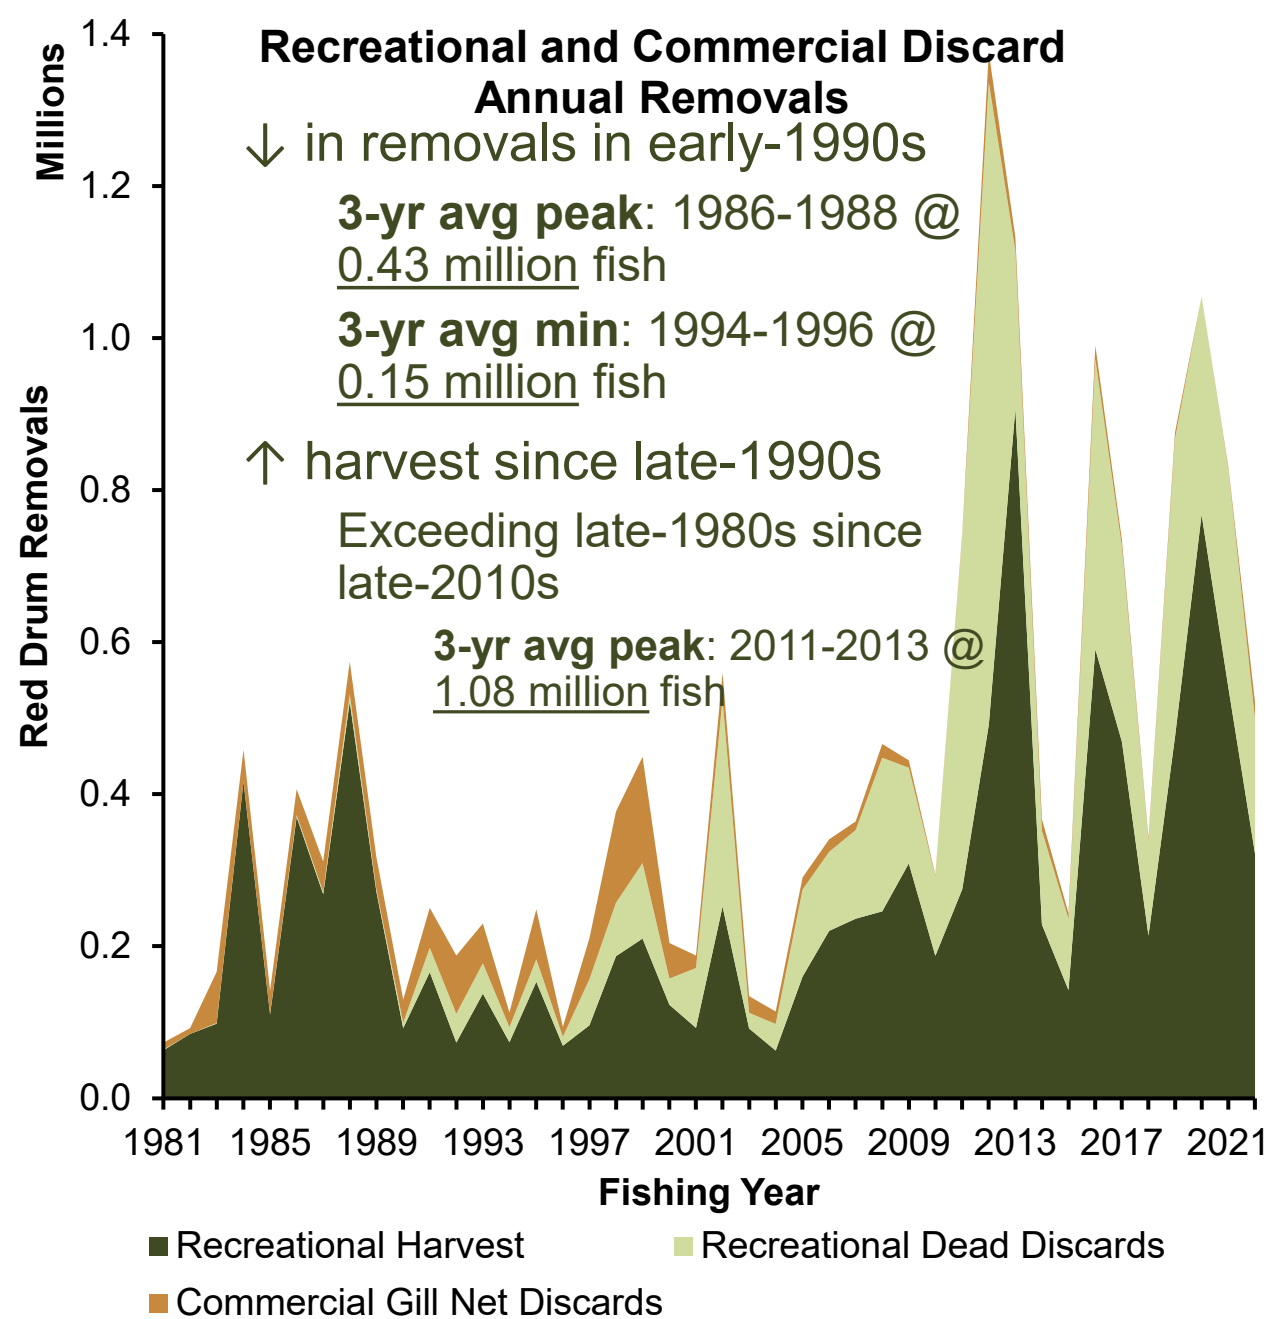 Recreational and Commercial Discard
Annual Removals
↓ in removals in early-1990s
3-yr avg peak: 1986-1988 @
0.43 million fish
3-yr avg min: 1994-1996 @
0.15 million fish
↑ harvest since late-1990s
Exceeding late-1980s since
late-2010s
3-yr avg peak: 2011-2013 @
1.08 million fish
Millions
Red Drum Removals
1.4
1.2
1.0
0.8
0.6
0.4
0.2
0.0
1981 1985 1989 1993 1997 2001 2005 2009 2013 2017 2021
Fishing Year
Recreational Harvest
Recreational Dead Discards
Commercial Gill Net Discards